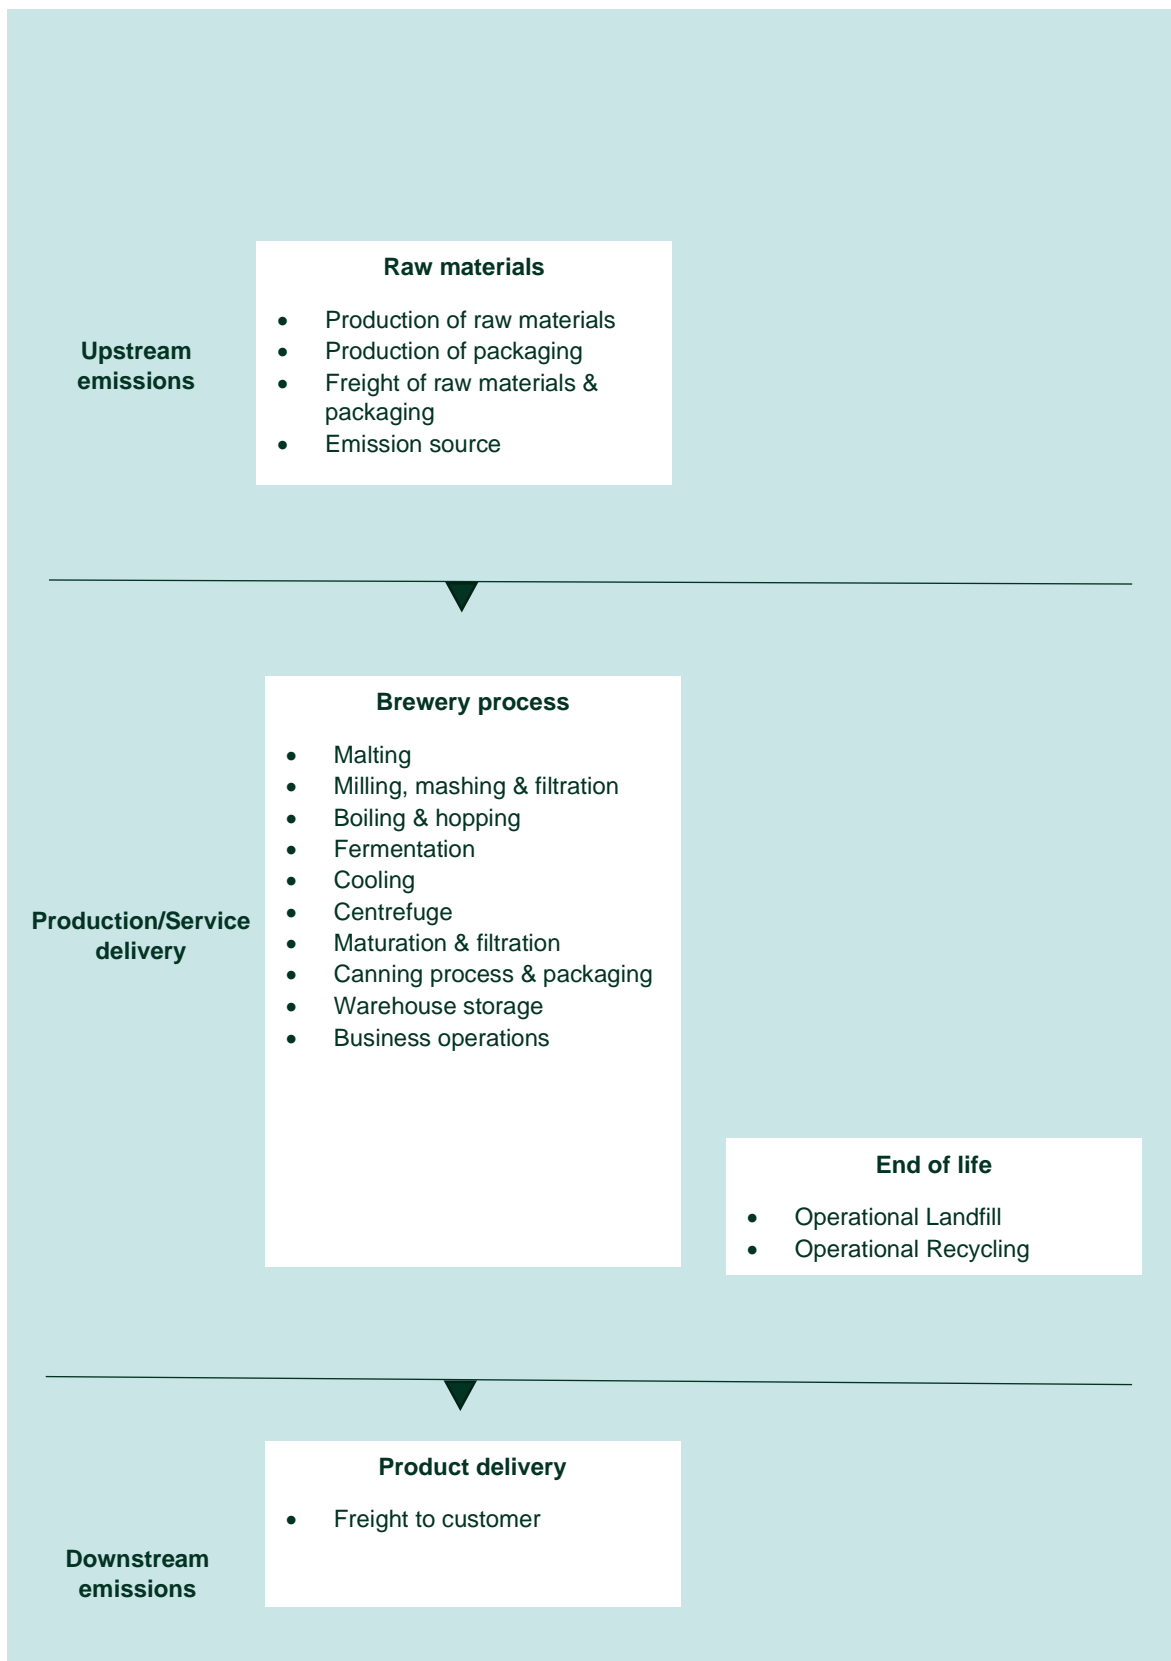 Upstream
emissions
Raw materials
• Production of raw materials
• Production of packaging
• Freight of raw materials &
packaging
• Emission source
Production/Service
delivery
Brewery process
• Malting
• Milling, mashing & filtration
• Boiling & hopping
• Fermentation
• Cooling
• Centrefuge
• Maturation & filtration
• Canning process & packaging
• Warehouse storage
• Business operations
End of life
• Operational Landfill
• Operational Recycling
Downstream
emissions
Product delivery
• Freight to customer